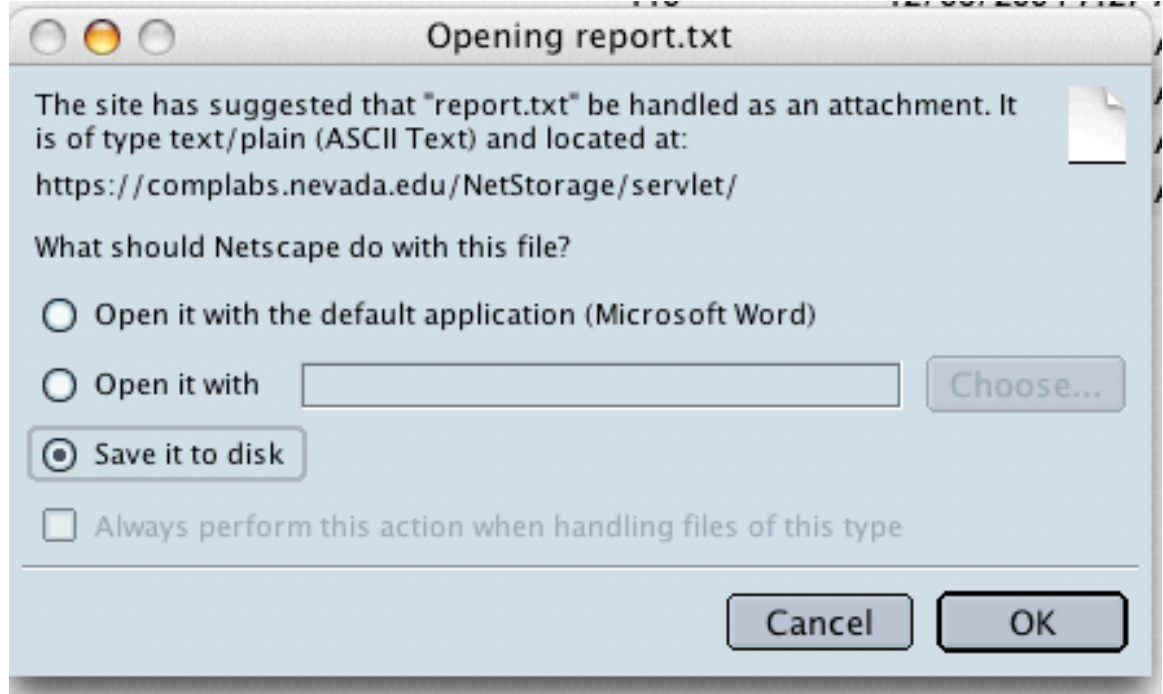 Opening report.txt
The site has suggested that "report.txt" be handled as an attachment. It
is of type text/plain (ASCII Text) and located at:
https://complabs.nevada.edu/NetStorage/servlet/
What should Netscape do with this file?
Open it with the default application (Microsoft Word)
Open it with
Choose...
Save it to disk
Always perform this action when handling files of this type
Cancel
OK